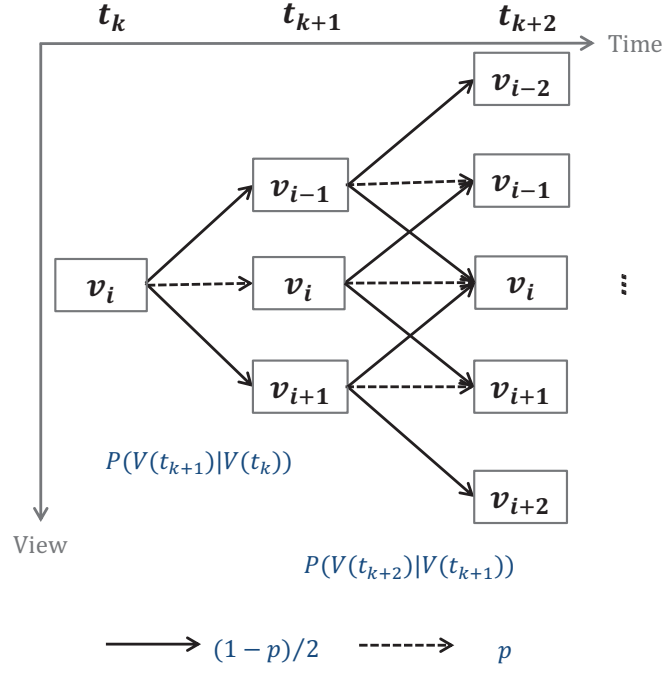 t_k t_{k+1} t_{k+2}
Time
v_{i−2}
v_{i−1} v_{i−1}
v_i v_i v_i ...
v_{i+1} v_{i+1}
P(V(t_{k+1})|V(t_k))
v_{i+2}
View
P(V(t_{k+2})|V(t_{k+1}))
(1 − p)/2 p